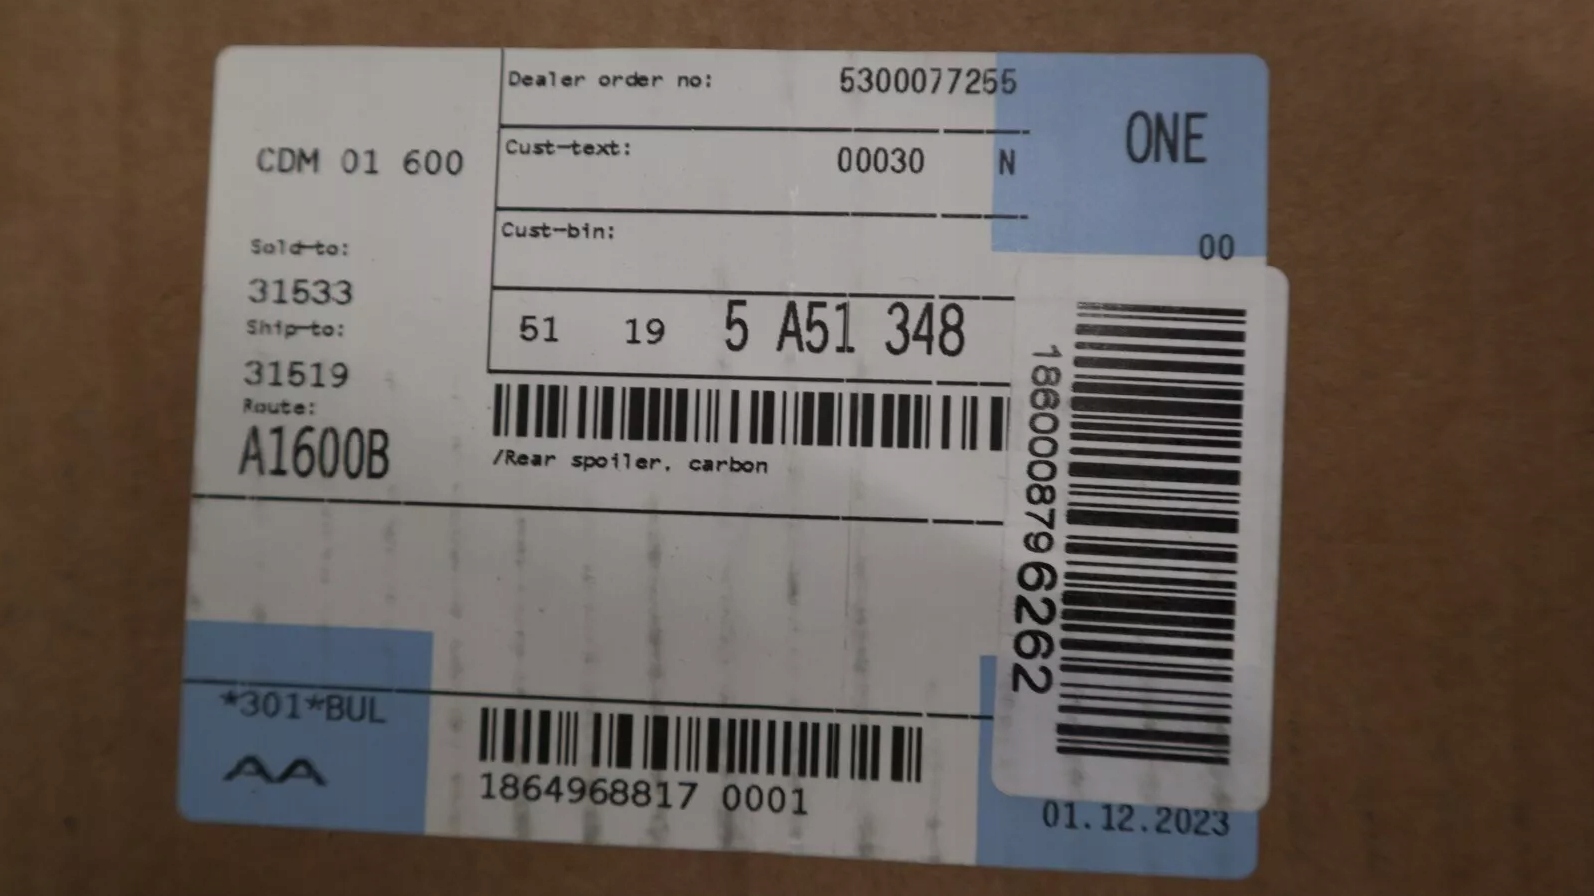 Dealer order no: 5300077255
ONE
Cust-text: 00030 N
CDM 01 600
Cust-bin:
00
Sold-to:
31533
Ship-to:
31519
Route:
A1600B
51 19 5 A51 348
/Rear spoiler, carbon
186000879 6262
*301*BUL
AA
1864968817 0001
01.12.2023